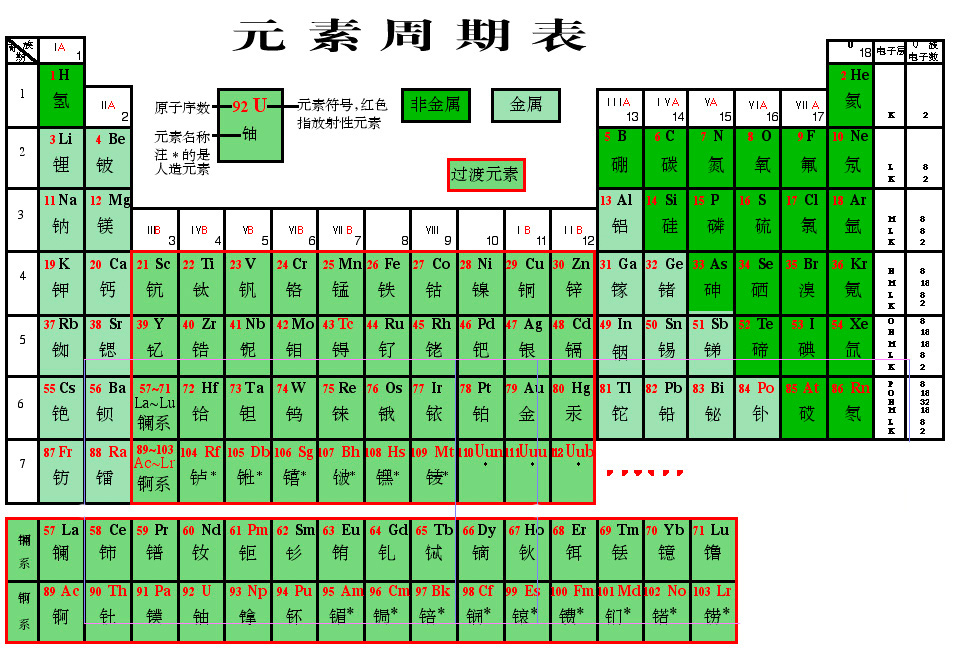 元素周期表
族
期
IA 1
0 18
电子层
0 族
电子数
1
1 H
氢
2 He
氦
K
2
IIA 2
原子序数
92 U
铀
元素名称
注 * 的是
人造元素
元素符号,红色
指放射性元素
非金属
金属
过渡元素
IIIA 13
IVA 14
VA 15
VIA 16
VIIA 17
2
3 Li 4 Be 5 B 6 C 7 N 8 O 9 F 10 Ne
锂 铍 硼 碳 氮 氧 氟 氖
L 8
K 2
3
11 Na 12 Mg 13 Al 14 Si 15 P 16 S 17 Cl 18 Ar
钠 镁 铝 硅 磷 硫 氯 氩
M 8
L 8
K 2
IIIB 3 IVB 4 VB 5 VIB 6 VIIB 7 8 VIII 9 10 IB 11 IIB 12
4
19 K 20 Ca 21 Sc 22 Ti 23 V 24 Cr 25 Mn 26 Fe 27 Co 28 Ni 29 Cu 30 Zn 31 Ga 32 Ge 33 As 34 Se 35 Br 36 Kr
钾 钙 钪 钛 钒 铬 锰 铁 钴 镍 铜 锌 镓 锗 砷 硒 溴 氪
N 8
M 18
L 8
K 2
5
37 Rb 38 Sr 39 Y 40 Zr 41 Nb 42 Mo 43 Tc 44 Ru 45 Rh 46 Pd 47 Ag 48 Cd 49 In 50 Sn 51 Sb 52 Te 53 I 54 Xe
铷 锶 钇 锆 铌 钼 锝 钌 铑 钯 银 镉 铟 锡 锑 碲 碘 氙
O 8
N 18
M 18
L 8
K 2
6
55 Cs 56 Ba 57~71 La~Lu 72 Hf 73 Ta 74 W 75 Re 76 Os 77 Ir 78 Pt 79 Au 80 Hg 81 Tl 82 Pb 83 Bi 84 Po 85 At 86 Rn
铯 钡 镧系 铪 钽 钨 铼 锇 铱 铂 金 汞 铊 铅 铋 钋 砹 氡
P 8
O 18
N 32
M 18
L 8
K 2
7
87 Fr 88 Ra 89~103 Ac~Lr 104 Rf 105 Db 106 Sg 107 Bh 108 Hs 109 Mt 110 Uun 111 Uuu 112 Uub
钫 镭 锕系 𬬻* 𬭊* 𬭳* 𬭛* 𬭶* 鿏* * * *
镧系
57 La 58 Ce 59 Pr 60 Nd 61 Pm 62 Sm 63 Eu 64 Gd 65 Tb 66 Dy 67 Ho 68 Er 69 Tm 70 Yb 71 Lu
镧 铈 镨 钕 钷 钐 铕 钆 铽 镝 钬 铒 铥 镱 镥
锕系
89 Ac 90 Th 91 Pa 92 U 93 Np 94 Pu 95 Am 96 Cm 97 Bk 98 Cf 99 Es 100 Fm 101 Md 102 No 103 Lr
锕 钍 镤 铀 镎 钚 镅* 锔* 锫* 锎* 锿* 镄* 钔* 锘* 铹*